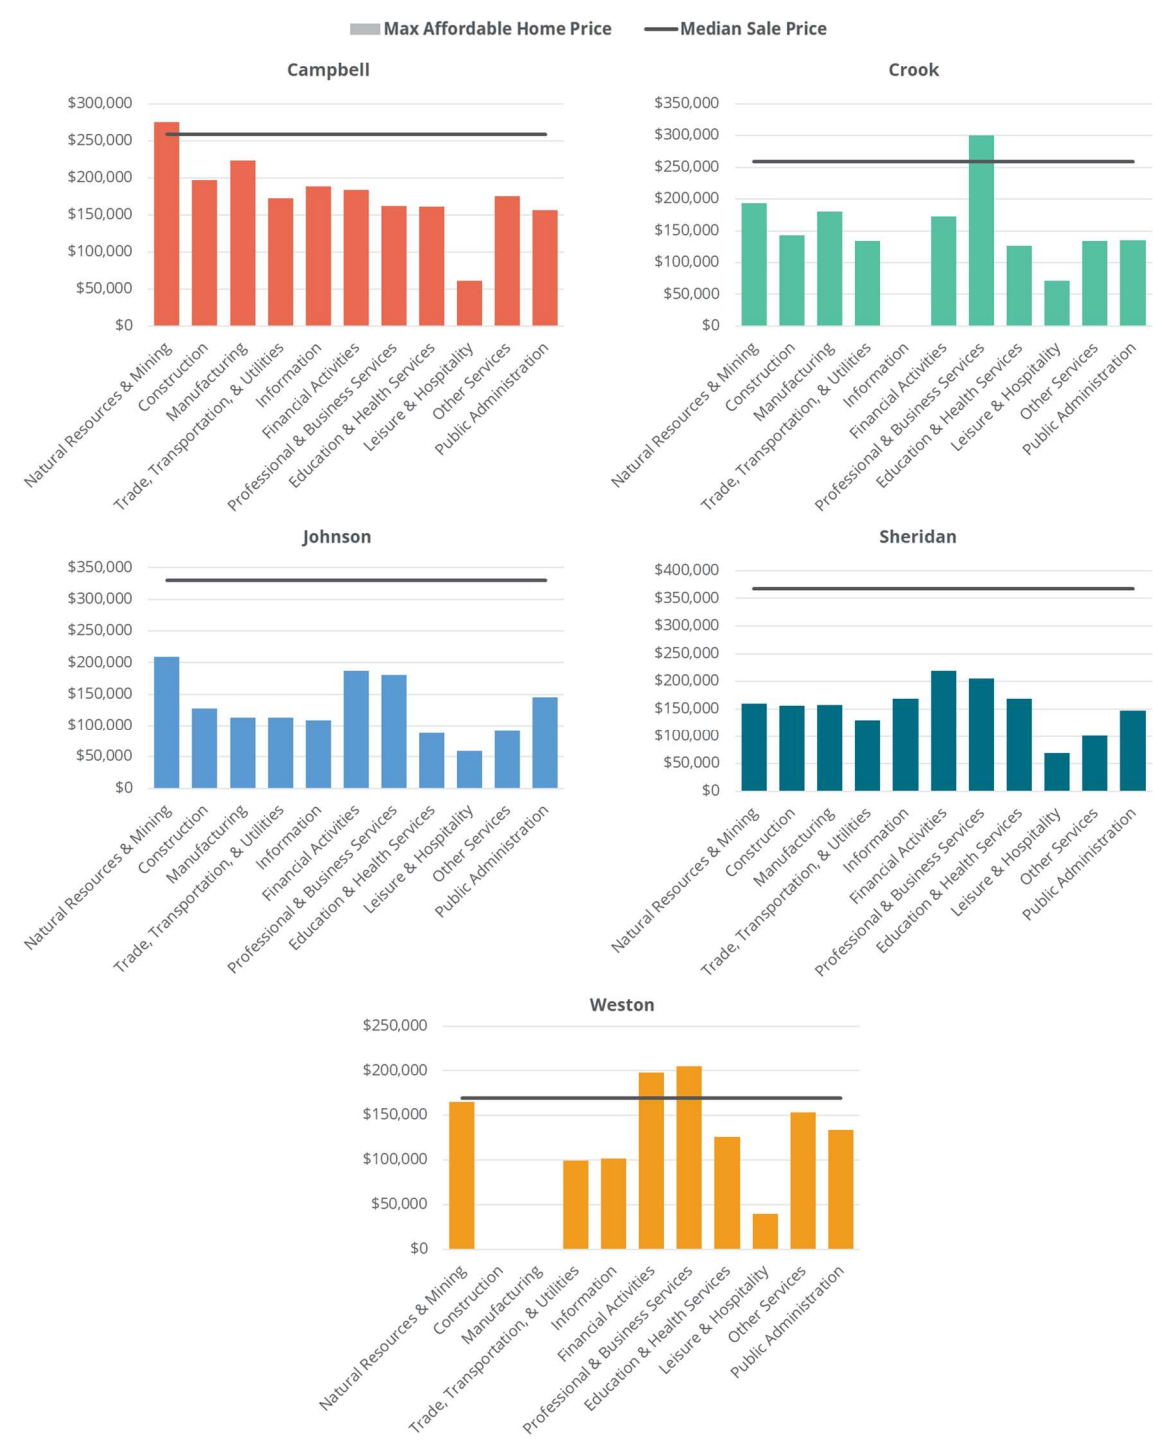 Max Affordable Home Price Median Sale Price
Campbell
$300,000
$250,000
$200,000
$150,000
$100,000
$50,000
$0
Natural Resources & Mining
Construction
Manufacturing
Trade, Transportation, & Utilities
Information
Financial Activities
Professional & Business Services
Education & Health Services
Leisure & Hospitality
Other Services
Public Administration
Crook
$350,000
$300,000
$250,000
$200,000
$150,000
$100,000
$50,000
$0
Natural Resources & Mining
Construction
Manufacturing
Trade, Transportation, & Utilities
Information
Financial Activities
Professional & Business Services
Education & Health Services
Leisure & Hospitality
Other Services
Public Administration
Johnson
$350,000
$300,000
$250,000
$200,000
$150,000
$100,000
$50,000
$0
Natural Resources & Mining
Construction
Manufacturing
Trade, Transportation, & Utilities
Information
Financial Activities
Professional & Business Services
Education & Health Services
Leisure & Hospitality
Other Services
Public Administration
Sheridan
$400,000
$350,000
$300,000
$250,000
$200,000
$150,000
$100,000
$50,000
$0
Natural Resources & Mining
Construction
Manufacturing
Trade, Transportation, & Utilities
Information
Financial Activities
Professional & Business Services
Education & Health Services
Leisure & Hospitality
Other Services
Public Administration
Weston
$250,000
$200,000
$150,000
$100,000
$50,000
$0
Natural Resources & Mining
Construction
Manufacturing
Trade, Transportation, & Utilities
Information
Financial Activities
Professional & Business Services
Education & Health Services
Leisure & Hospitality
Other Services
Public Administration